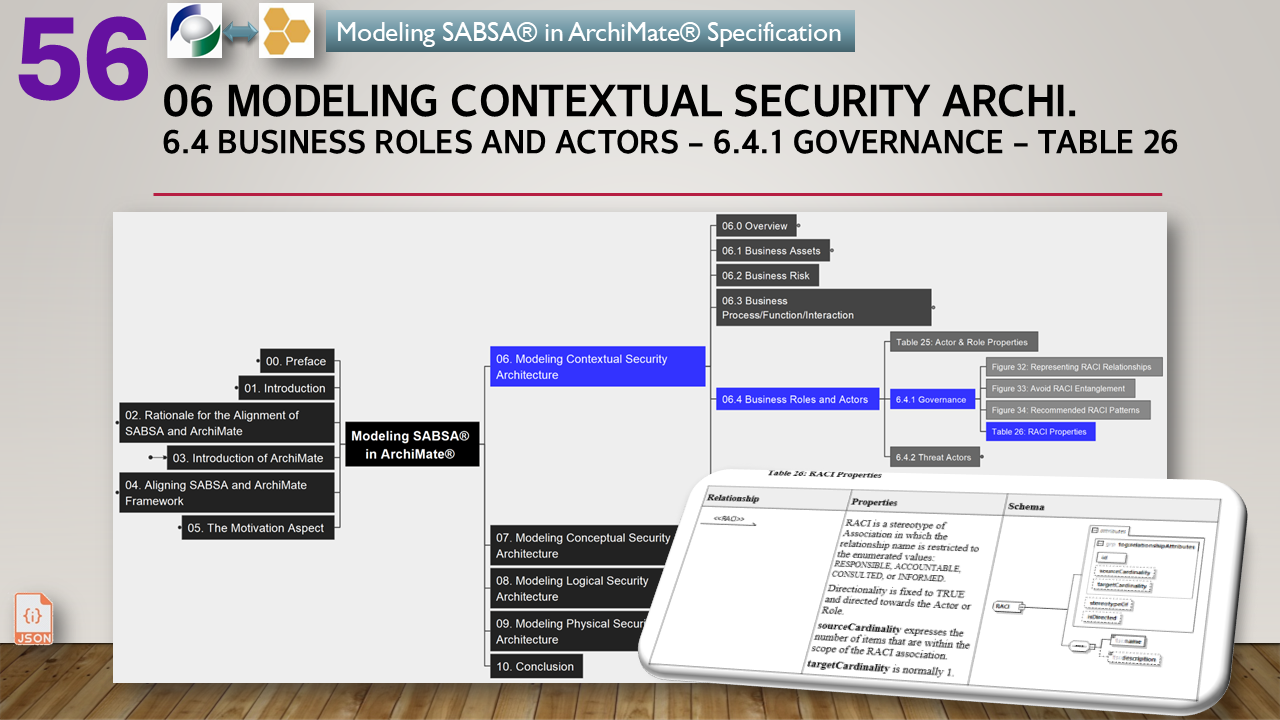 56
Modeling SABSA® in ArchiMate® Specification
06 MODELING CONTEXTUAL SECURITY ARCHI.
6.4 BUSINESS ROLES AND ACTORS – 6.4.1 GOVERNANCE – TABLE 26
00. Preface
01. Introduction
02. Rationale for the Alignment of
SABSA and ArchiMate
03. Introduction of ArchiMate
04. Aligning SABSA and ArchiMate
Framework
05. The Motivation Aspect
Modeling SABSA®
in ArchiMate®
06. Modeling Contextual Security
Architecture
06.0 Overview
06.1 Business Assets
06.2 Business Risk
06.3 Business
Process/Function/Interaction
06.4 Business Roles and Actors
Table 25: Actor & Role Properties
6.4.1 Governance
Figure 32: Representing RACI Relationships
Figure 33: Avoid RACI Entanglement
Figure 34: Recommended RACI Patterns
Table 26: RACI Properties
6.4.2 Threat Actors
07. Modeling Conceptual Security
Architecture
08. Modeling Logical Security
Architecture
09. Modeling Physical Secur
Architecture
10. Conclusion
Table 26: RACI Properties
Relationship
Properties
Schema
<<RACI>>
RACI is a stereotype of
Association in which the
relationship name is restricted to
the enumerated values:
RESPONSIBLE, ACCOUNTABLE,
CONSULTED, or INFORMED.
Directionality is fixed to TRUE
and directed towards the Actor or
Role.
sourceCardinality expresses the
number of items that are within the
scope of the RACI association.
targetCardinality is normally 1.
RACI
attributes
grp
id
sourceCardinality
targetCardinality
stereotypeOf
isDirected
name
description
{i}
JSON